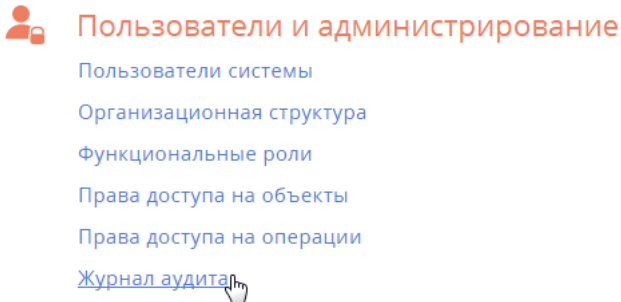 Пользователи и администрирование
Пользователи системы
Организационная структура
Функциональные роли
Права доступа на объекты
Права доступа на операции
Журнал аудита